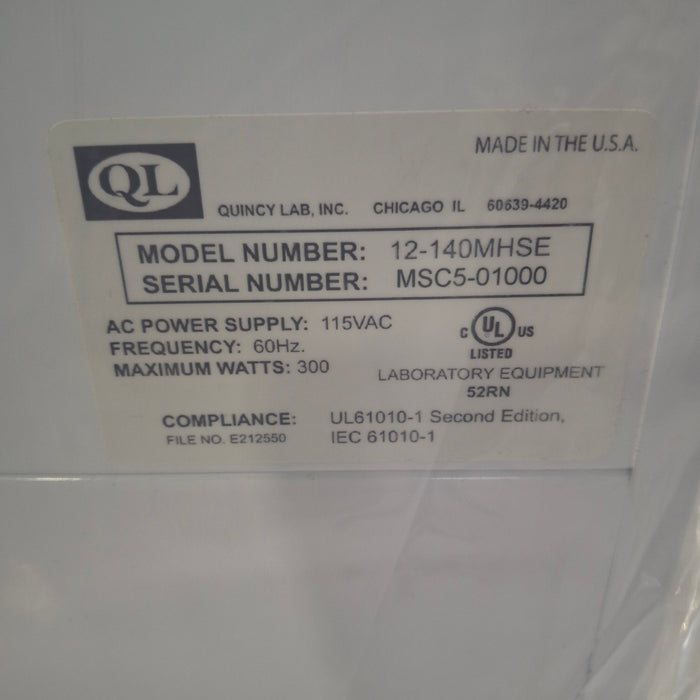 MADE IN THE U.S.A.
QL
QUINCY LAB, INC. CHICAGO IL 60639-4420
MODEL NUMBER: 12-140MHSE
SERIAL NUMBER: MSC5-01000
AC POWER SUPPLY: 115VAC
FREQUENCY: 60Hz.
MAXIMUM WATTS: 300
C UL US
LISTED
LABORATORY EQUIPMENT
52RN
COMPLIANCE: UL61010-1 Second Edition,
FILE NO. E212550 IEC 61010-1